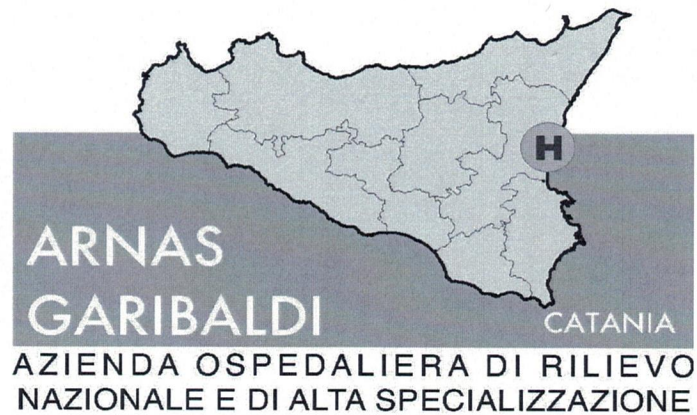 H
ARNAS
GARIBALDI
CATANIA
AZIENDA OSPEDALIERA DI RILIEVO
NAZIONALE E DI ALTA SPECIALIZZAZIONE